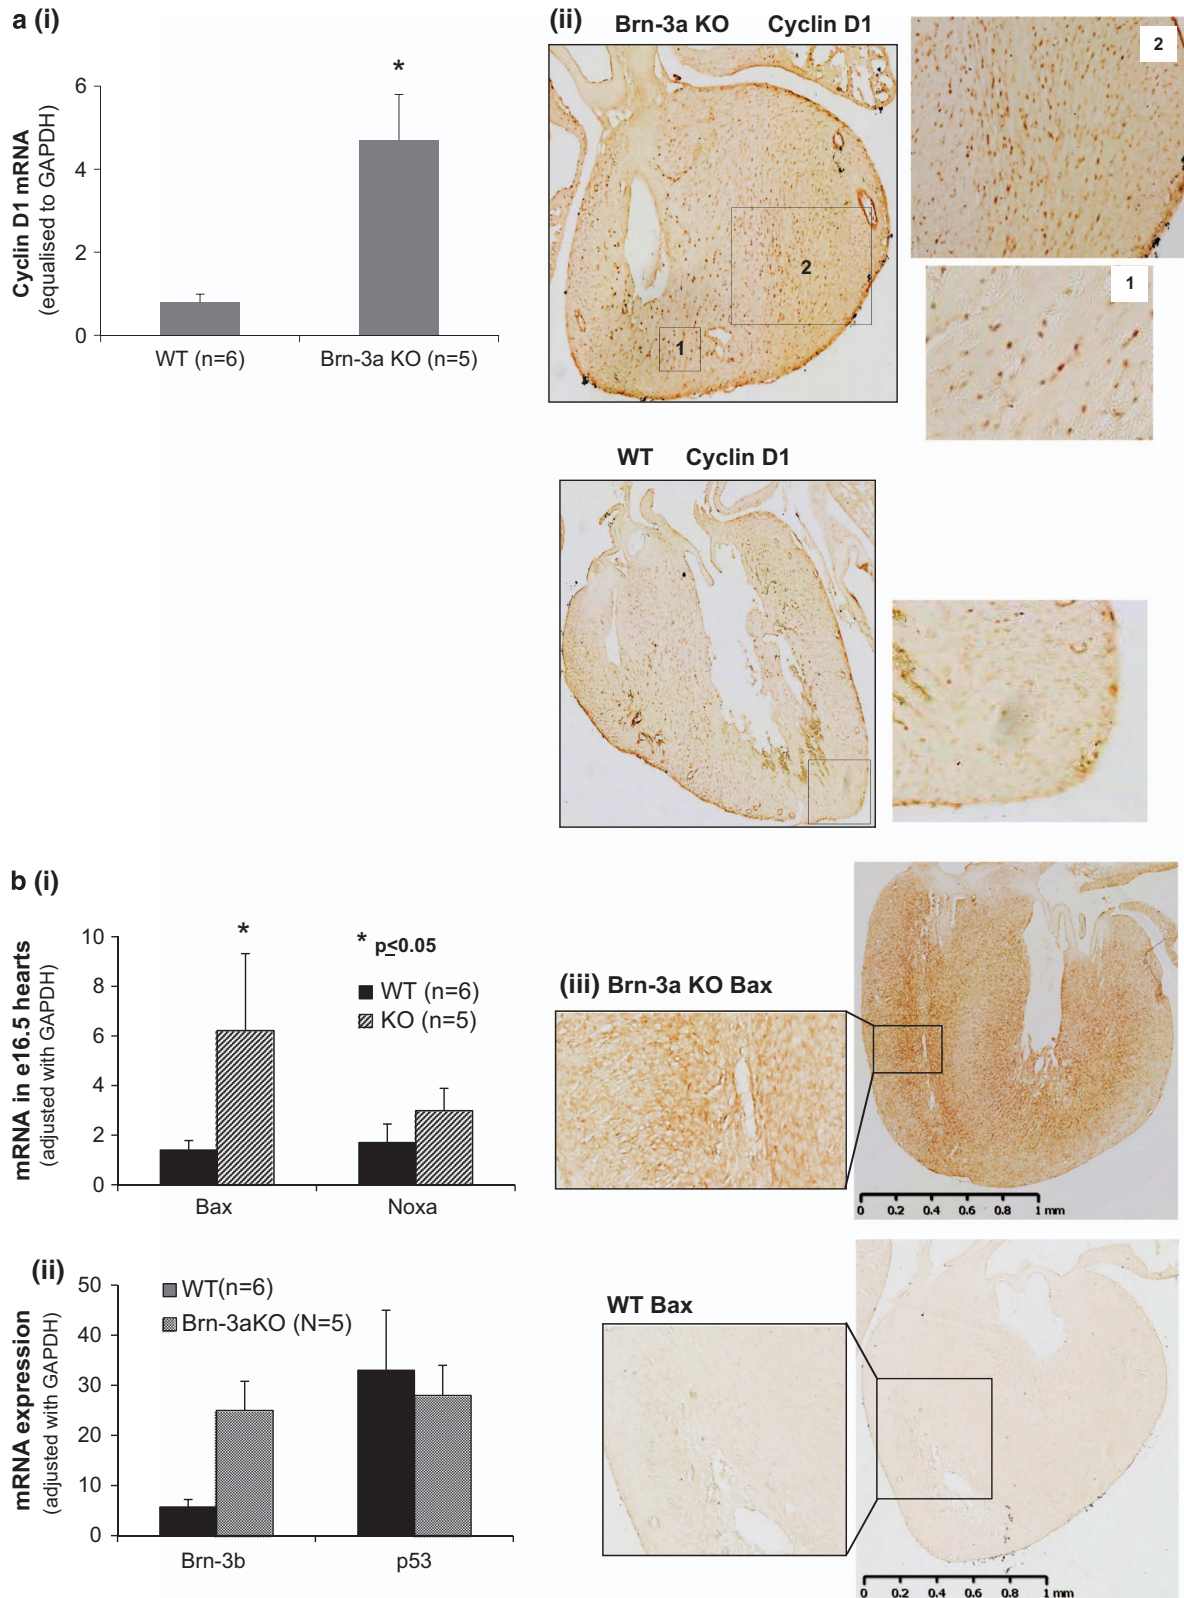 a (i)
Cyclin D1 mRNA
(equalised to GAPDH)
6
4
2
0
*
WT (n=6)
Brn-3a KO (n=5)
(ii) Brn-3a KO Cyclin D1
2
1
2
1
WT Cyclin D1
b (i)
mRNA in e16.5 hearts
(adjusted with GAPDH)
10
8
6
4
2
0
*
* p≤0.05
WT (n=6)
KO (n=5)
Bax
Noxa
(ii)
mRNA expression
(adjusted with GAPDH)
50
40
30
20
10
0
WT(n=6)
Brn-3aKO (N=5)
Brn-3b
p53
(iii) Brn-3a KO Bax
0 0.2 0.4 0.6 0.8 1 mm
WT Bax
0 0.2 0.4 0.6 0.8 1 mm